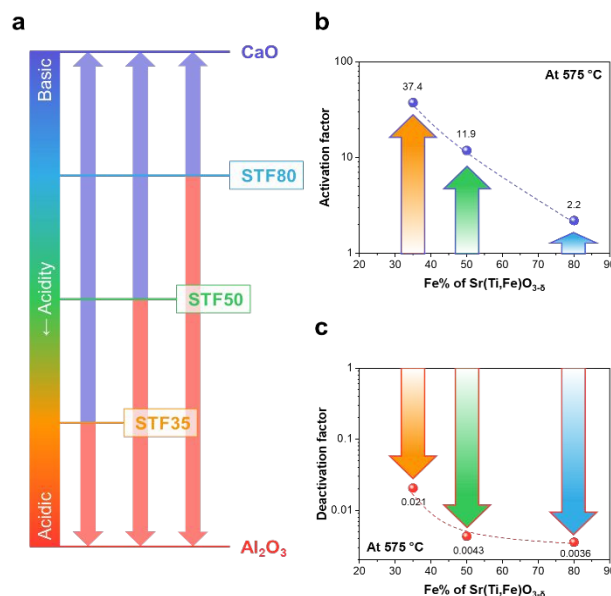 a
CaO
Basic
STF80
← Acidity
STF50
STF35
Acidic
Al₂O₃
b
At 575 °C
Activation factor
100
10
1
37.4
11.9
2.2
20 30 40 50 60 70 80 90
Fe% of Sr(Ti,Fe)O₃₋δ
c
Deactivation factor
1
0.1
0.01
0.021
0.0043
0.0036
At 575 °C
20 30 40 50 60 70 80 90
Fe% of Sr(Ti,Fe)O₃₋δ